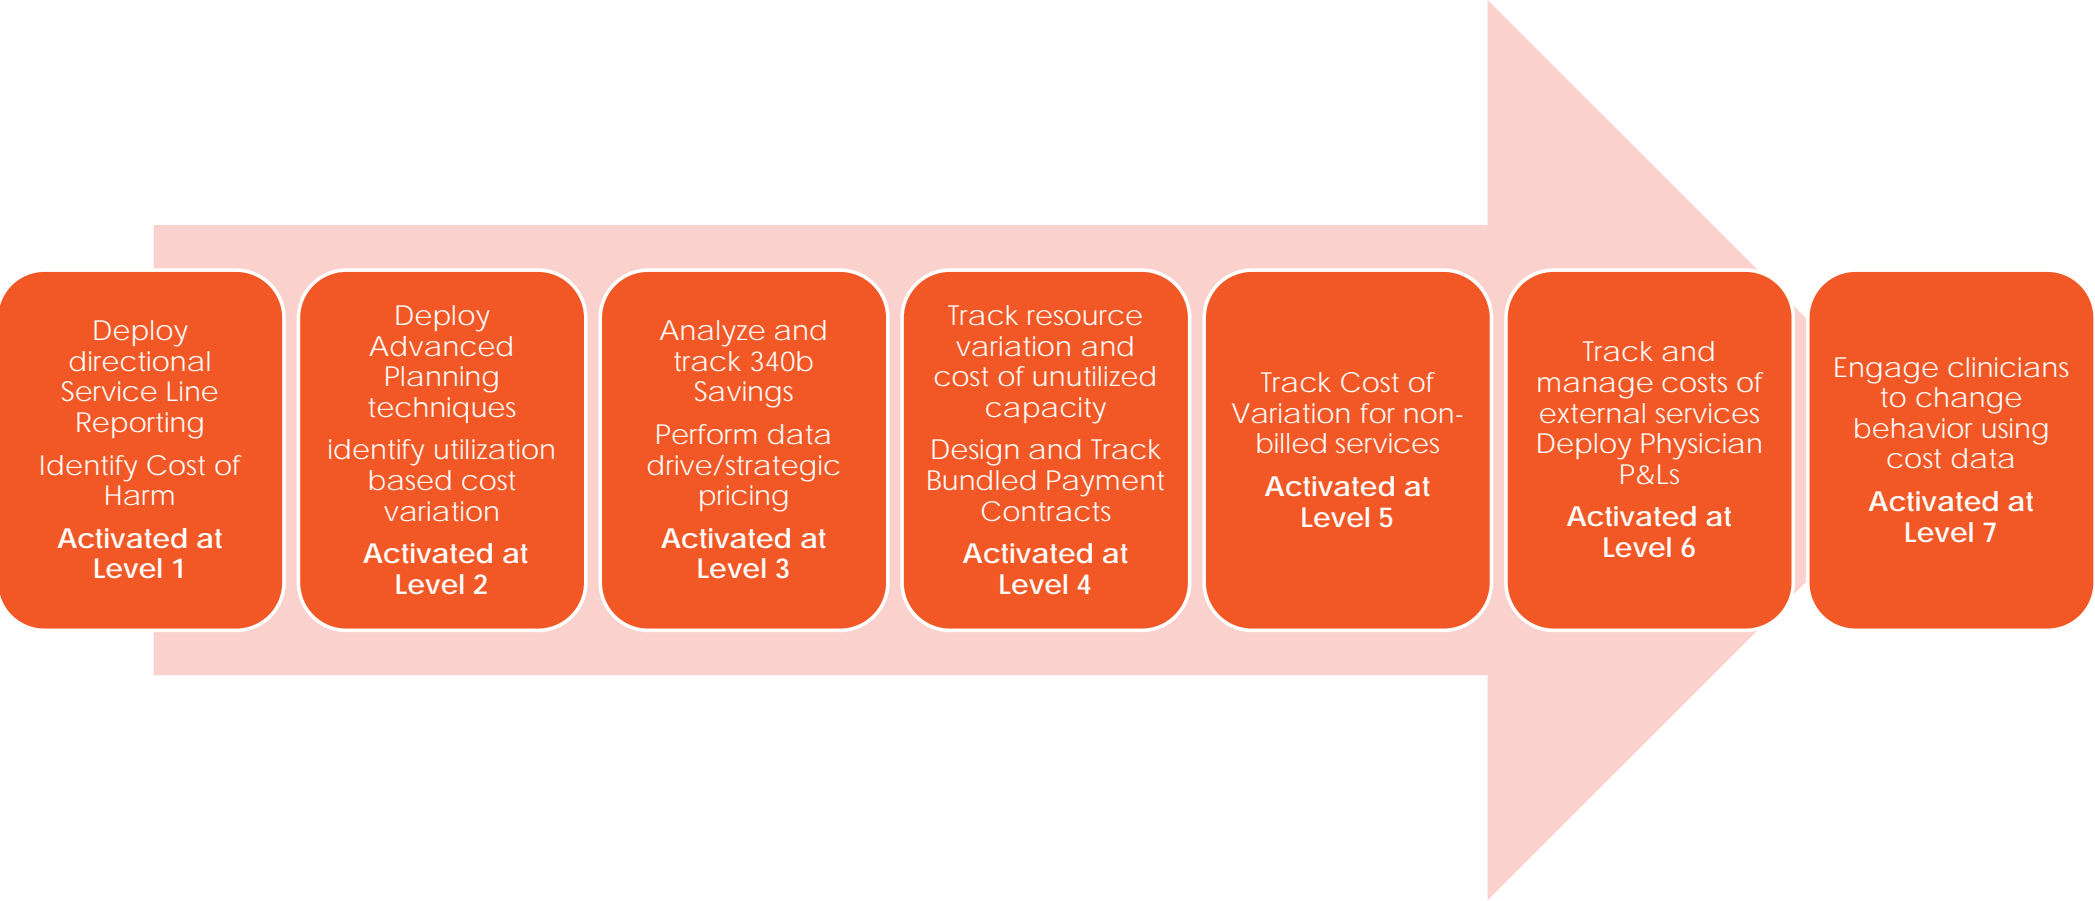 Deploy
directional
Service Line
Reporting
Identify Cost of
Harm
Activated at
Level 1
Deploy
Advanced
Planning
techniques
identify utilization
based cost
variation
Activated at
Level 2
Analyze and
track 340b
Savings
Perform data
drive/strategic
pricing
Activated at
Level 3
Track resource
variation and
cost of unutilized
capacity
Design and Track
Bundled Payment
Contracts
Activated at
Level 4
Track Cost of
Variation for non-
billed services
Activated at
Level 5
Track and
manage costs of
external services
Deploy Physician
P&Ls
Activated at
Level 6
Engage clinicians
to change
behavior using
cost data
Activated at
Level 7